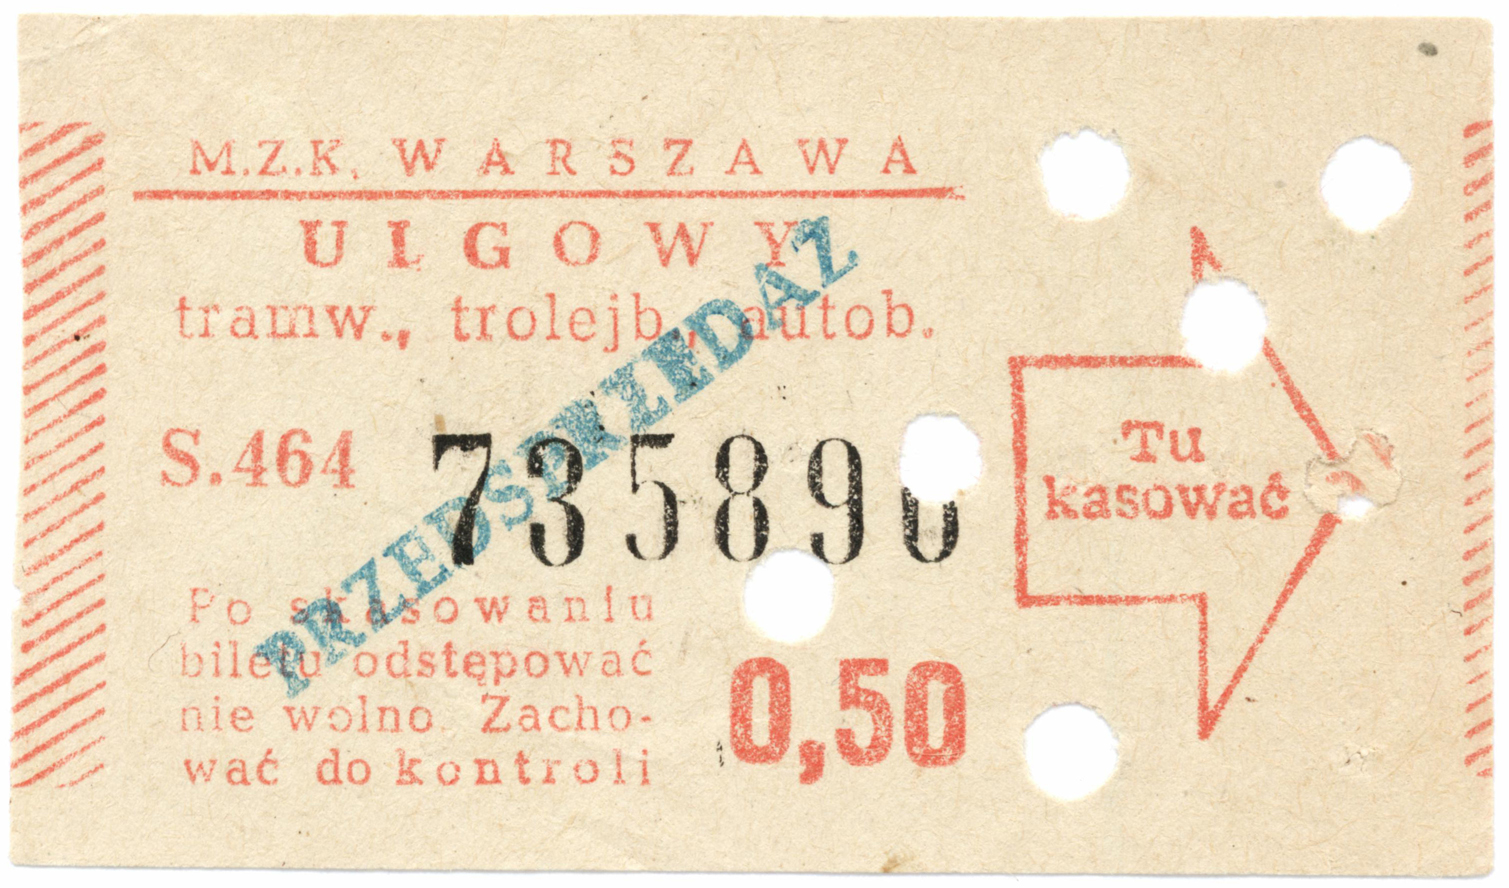 M.Z.K. WARSZAWA
ULGOWY
tramw., trolejb., autob.
PRZEDSPRZEDAŻ
S.464 735890
Tu
kasować
Po skasowaniu
biletu odstępować
nie wolno. Zacho-
wać do kontroli
0,50